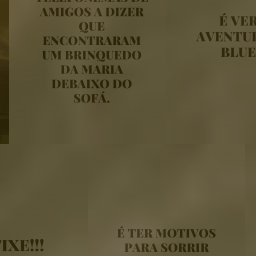 AMIGOS A DIZER
QUE
ENCONTRARAM
UM BRINQUEDO
DA MARIA
DEBAIXO DO
SOFÁ.
É VER
AVENTU
BLUE
É TER MOTIVOS
PARA SORRIR
FIXE!!!